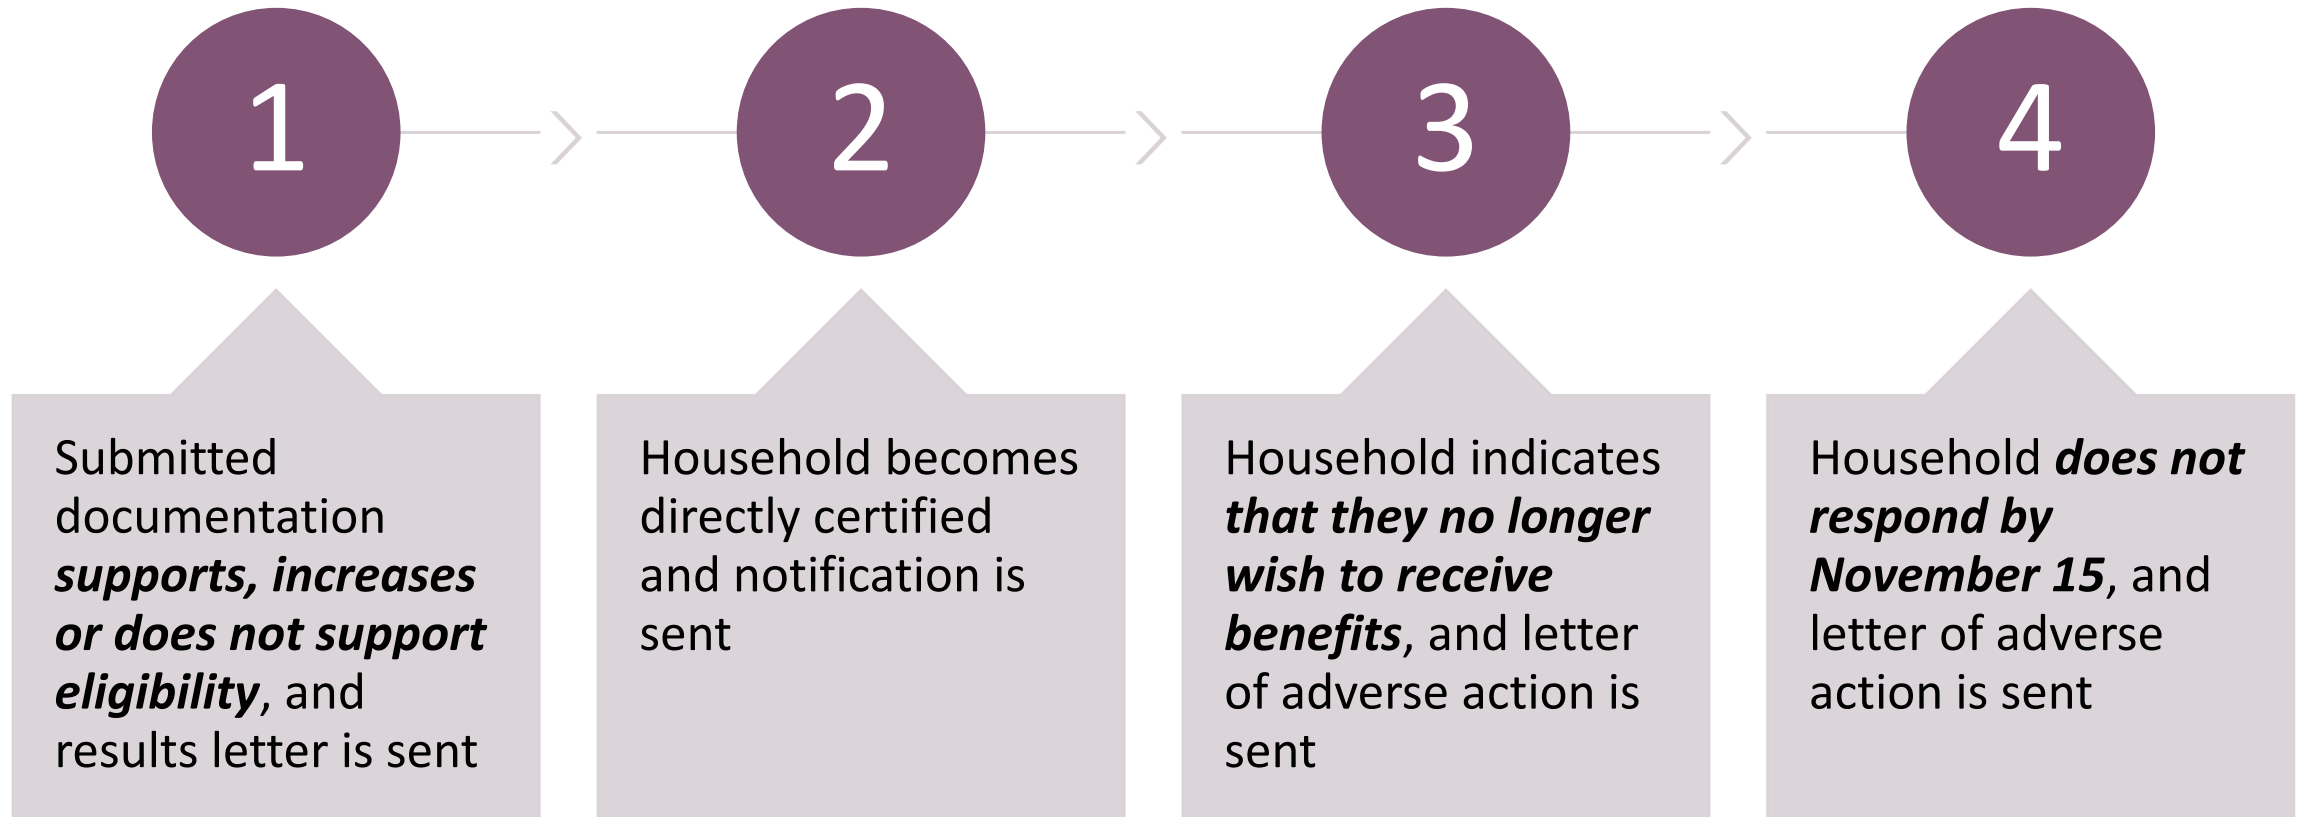 1
Submitted
documentation
supports, increases
or does not support
eligibility, and
results letter is sent
2
Household becomes
directly certified
and notification is
sent
3
Household indicates
that they no longer
wish to receive
benefits, and letter
of adverse action is
sent
4
Household does not
respond by
November 15, and
letter of adverse
action is sent